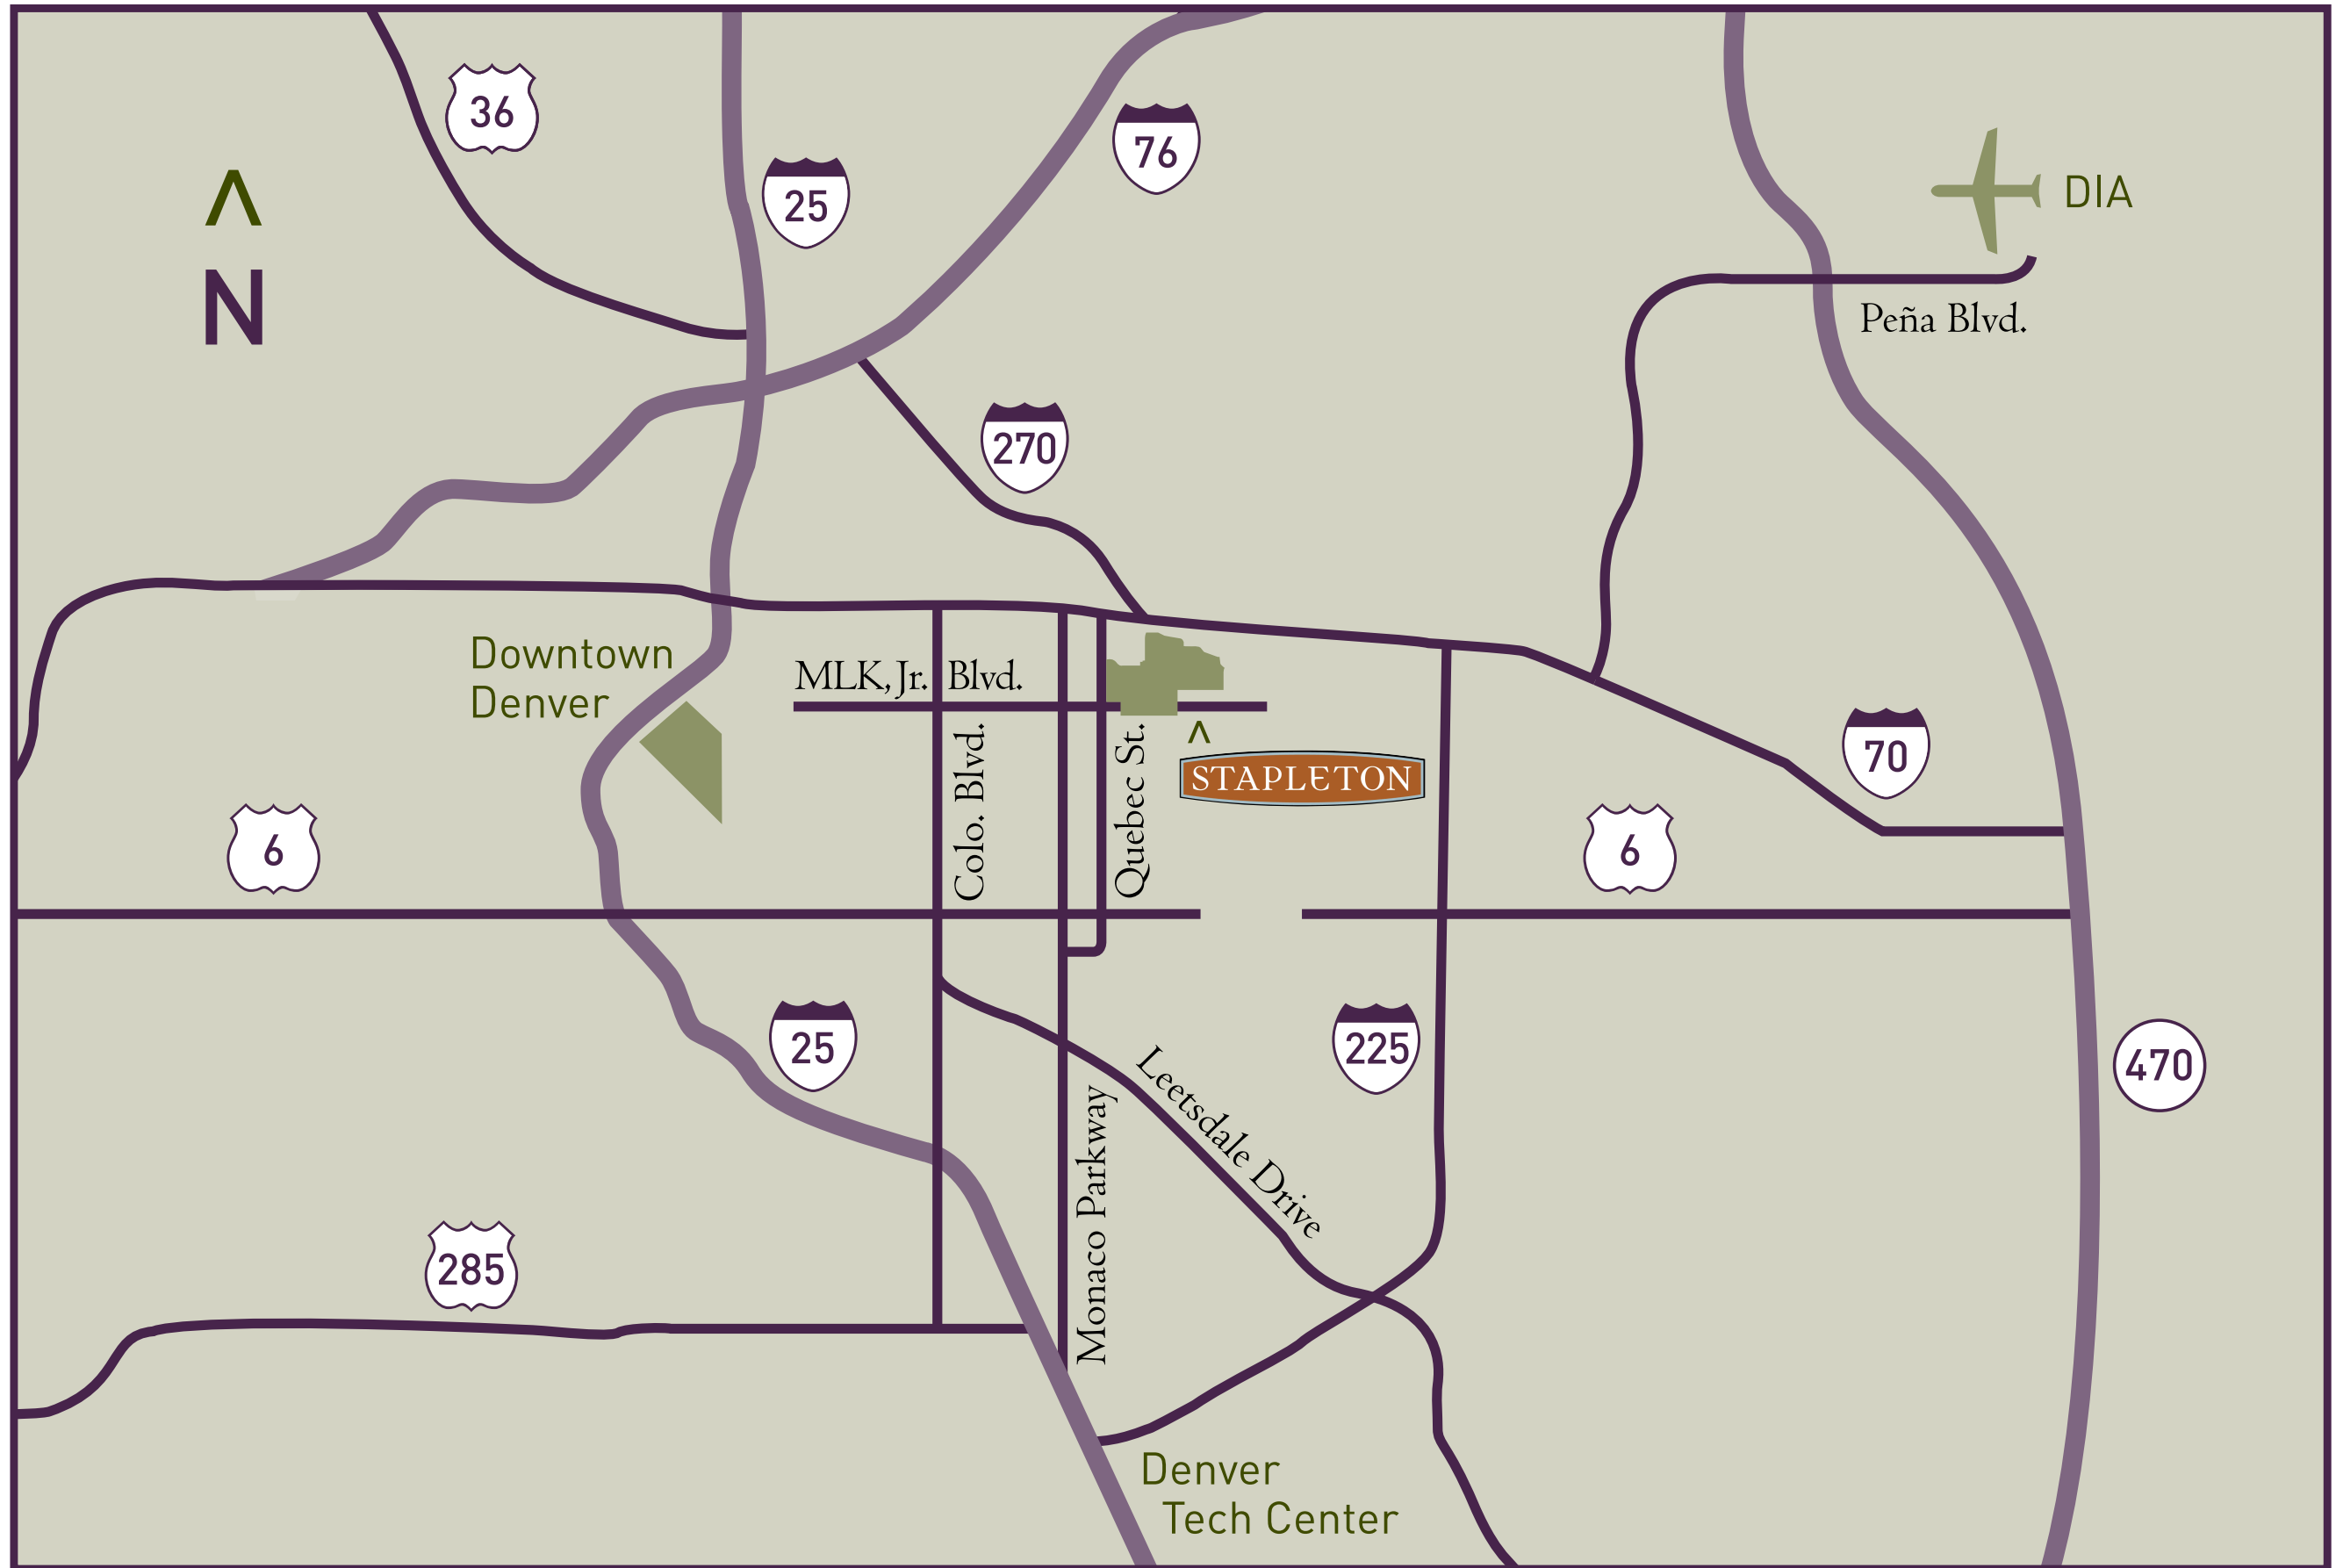 36
76
25
DIA
N
Peña Blvd.
270
Downtown
Denver
MLK, Jr. Blvd.
70
STAPLETON
Colo. Blvd.
Quebec St.
6
6
25
225
470
Leetsdale Drive
Monaco Parkway
285
Denver
Tech Center